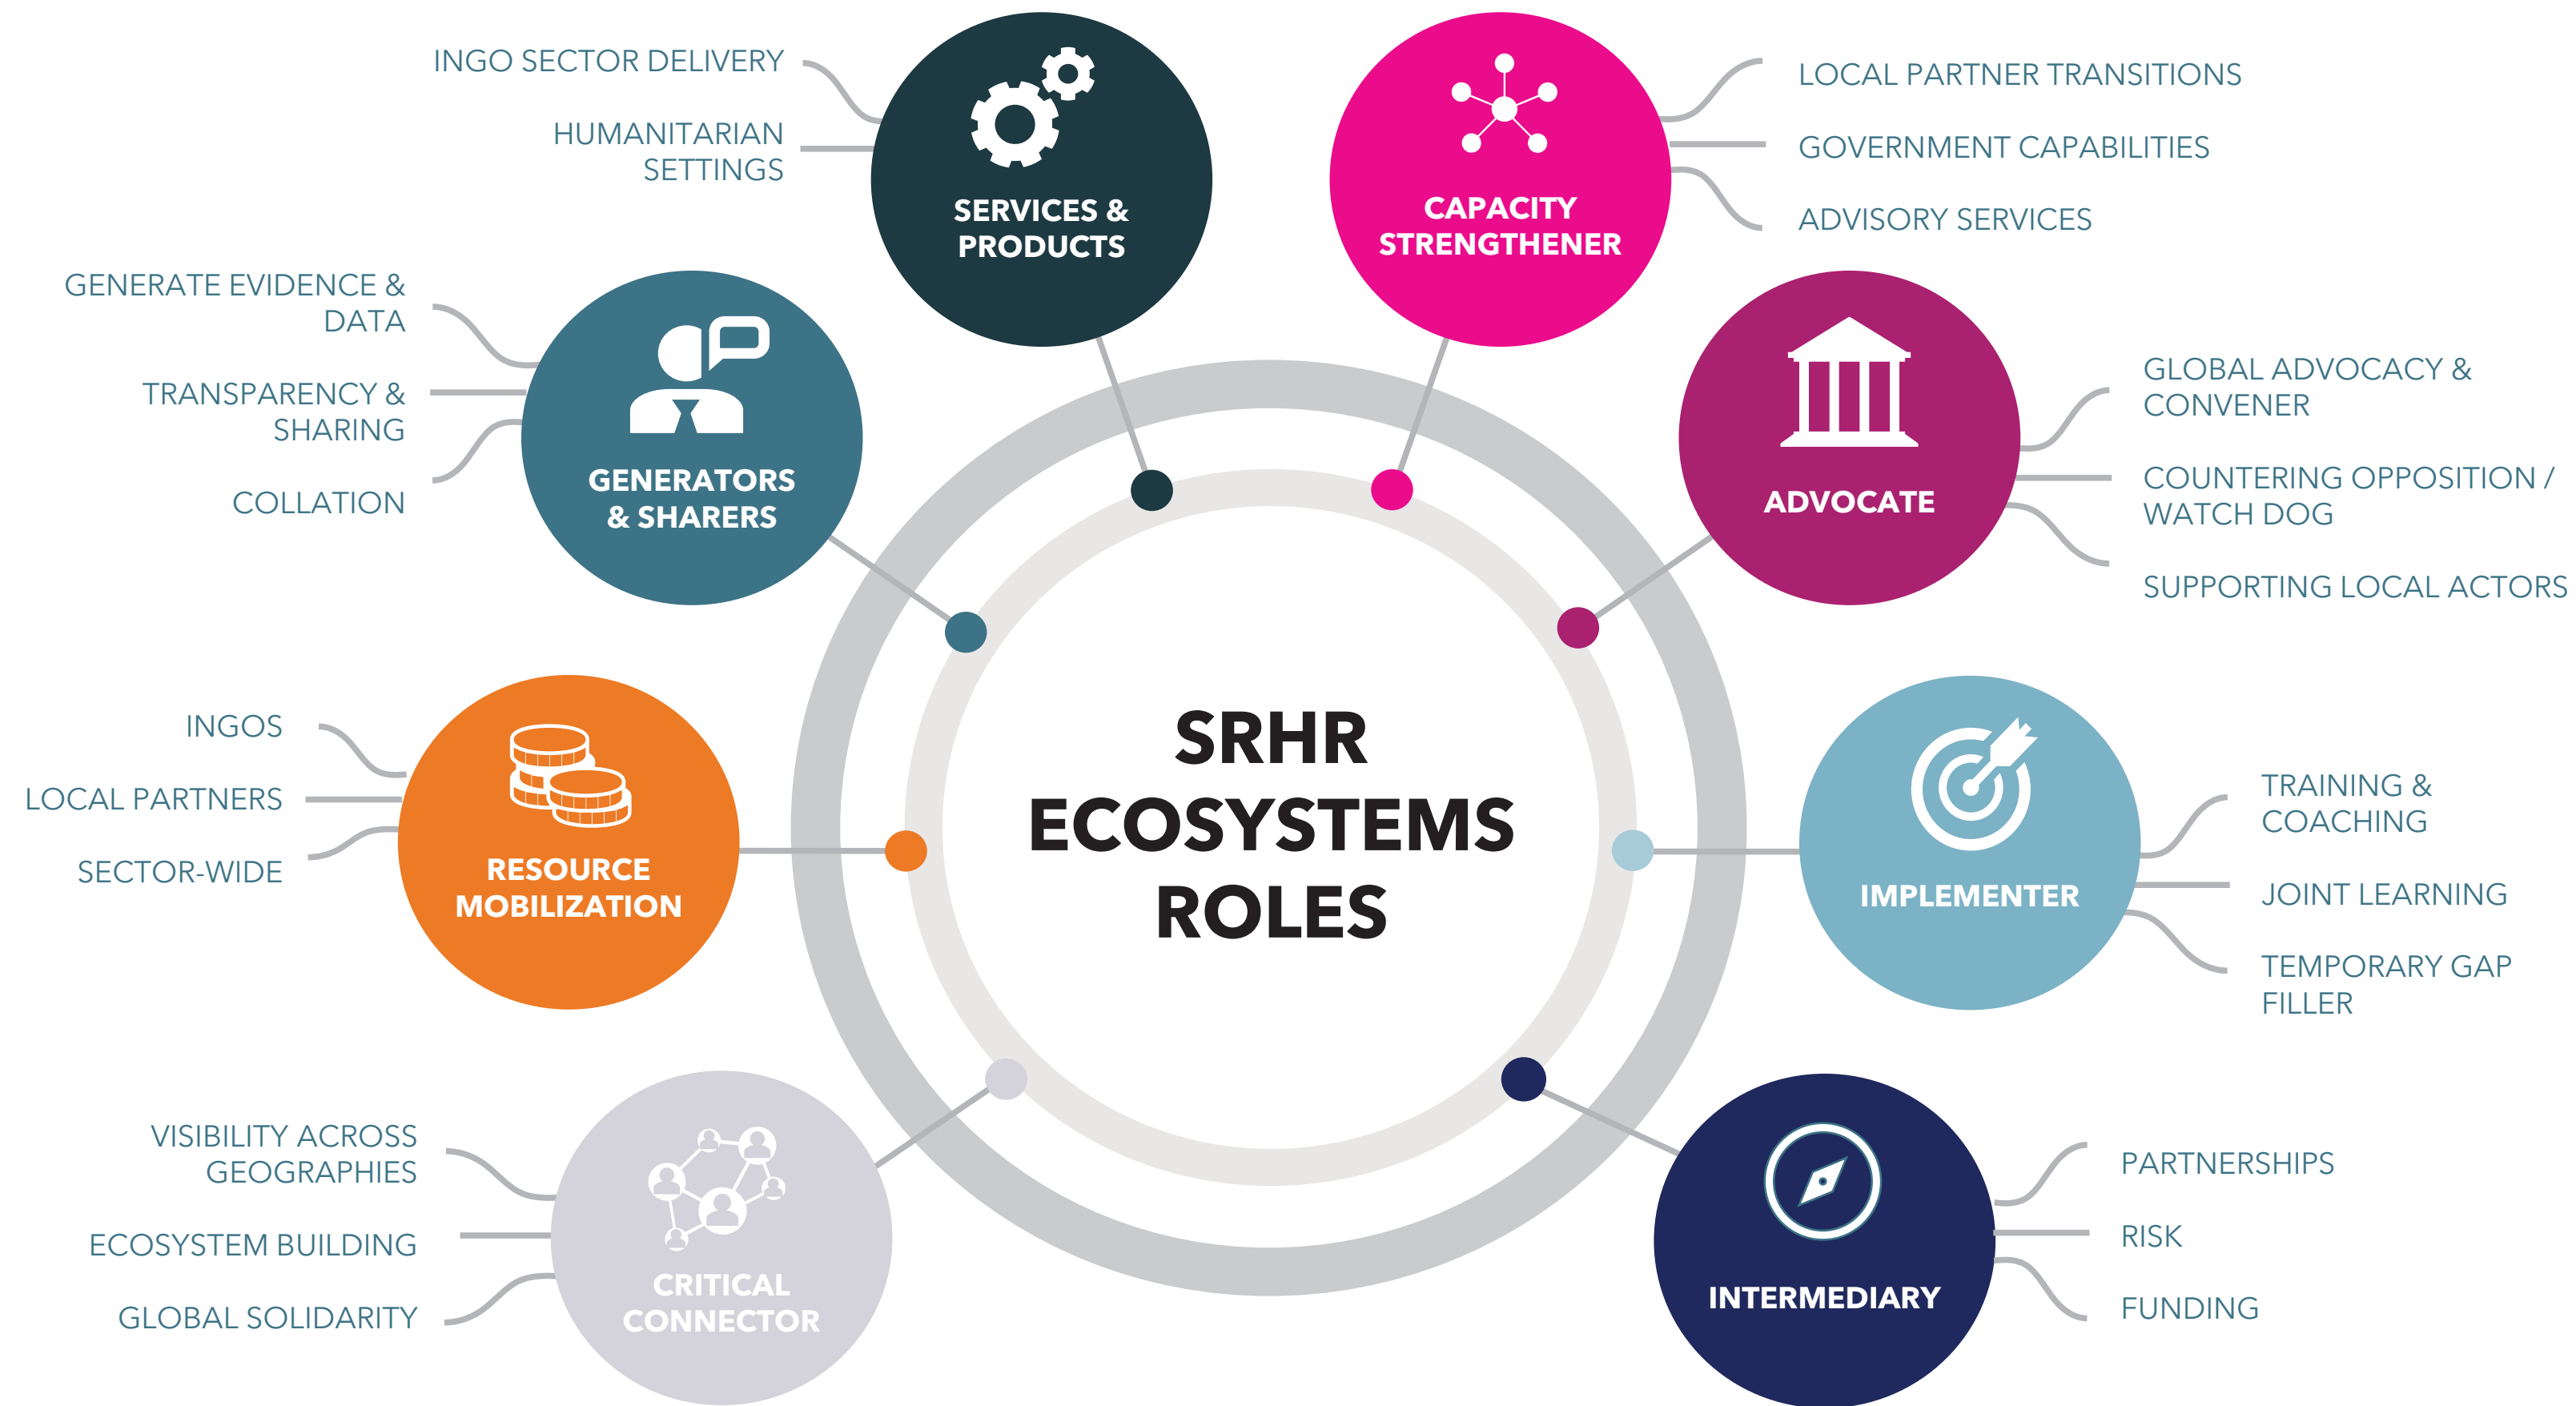 INGO SECTOR DELIVERY
HUMANITARIAN
SETTINGS
SERVICES &
PRODUCTS
CAPACITY
STRENGTHENER
LOCAL PARTNER TRANSITIONS
GOVERNMENT CAPABILITIES
ADVISORY SERVICES
GENERATE EVIDENCE &
DATA
TRANSPARENCY &
SHARING
COLLATION
GENERATORS
& SHARERS
ADVOCATE
GLOBAL ADVOCACY &
CONVENER
COUNTERING OPPOSITION /
WATCH DOG
SUPPORTING LOCAL ACTORS
SRHR
ECOSYSTEMS
ROLES
INGOS
LOCAL PARTNERS
SECTOR-WIDE
RESOURCE
MOBILIZATION
IMPLEMENTER
TRAINING &
COACHING
JOINT LEARNING
TEMPORARY GAP
FILLER
VISIBILITY ACROSS
GEOGRAPHIES
ECOSYSTEM BUILDING
GLOBAL SOLIDARITY
CRITICAL
CONNECTOR
INTERMEDIARY
PARTNERSHIPS
RISK
FUNDING